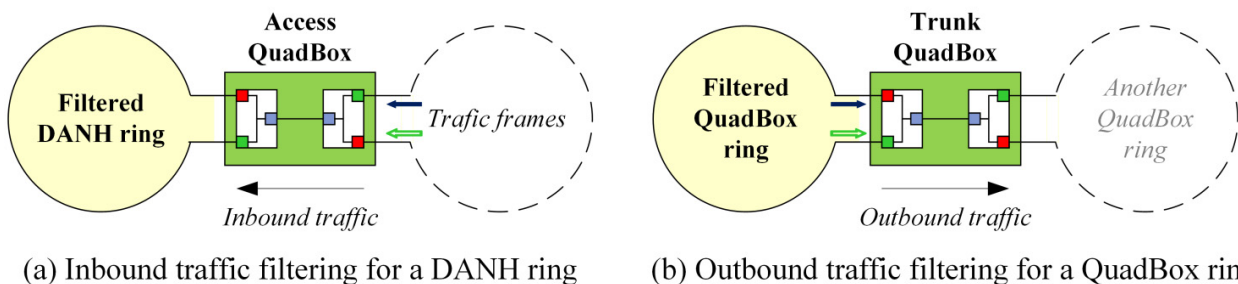 Access
QuadBox
Filtered
DANH ring
Trafic frames
Inbound traffic
(a) Inbound traffic filtering for a DANH ring
Trunk
QuadBox
Filtered
QuadBox
ring
Another
QuadBox
ring
Outbound traffic
(b) Outbound traffic filtering for a QuadBox rin